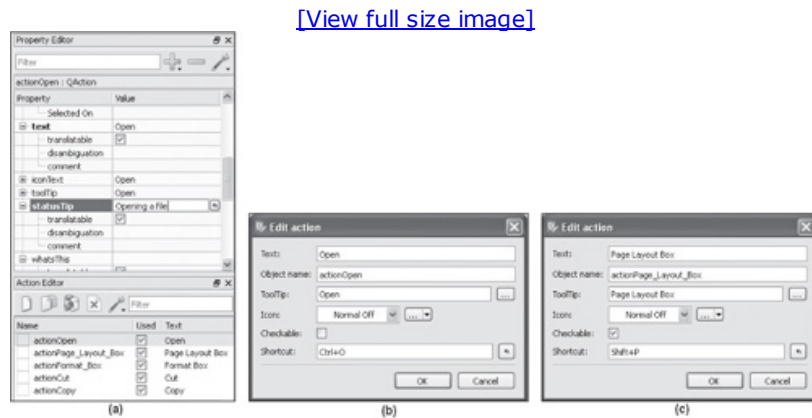 [View full size image]
Property Editor
Filter
actionOpen : QAction
Property Value
Selected On
text Open
translatable
disambiguation
comment
iconText Open
toolTip Open
statusTip Opening a file
translatable
disambiguation
comment
whatsThis
Action Editor
Filter
Name Used Text
actionOpen Open
actionPage_Layout_Box Page Layout Box
actionFormat_Box Format Box
actionCut Cut
actionCopy Copy
(a)
Edit action
Text: Open
Object name: actionOpen
ToolTip: Open
...
Icon: Normal Off ...
Checkable:
Shortcut: Ctrl+O
OK Cancel
(b)
Edit action
Text: Page Layout Box
Object name: actionPage_Layout_Box
ToolTip: Page Layout Box
...
Icon: Normal Off ...
Checkable:
Shortcut: Shift+P
OK Cancel
(c)